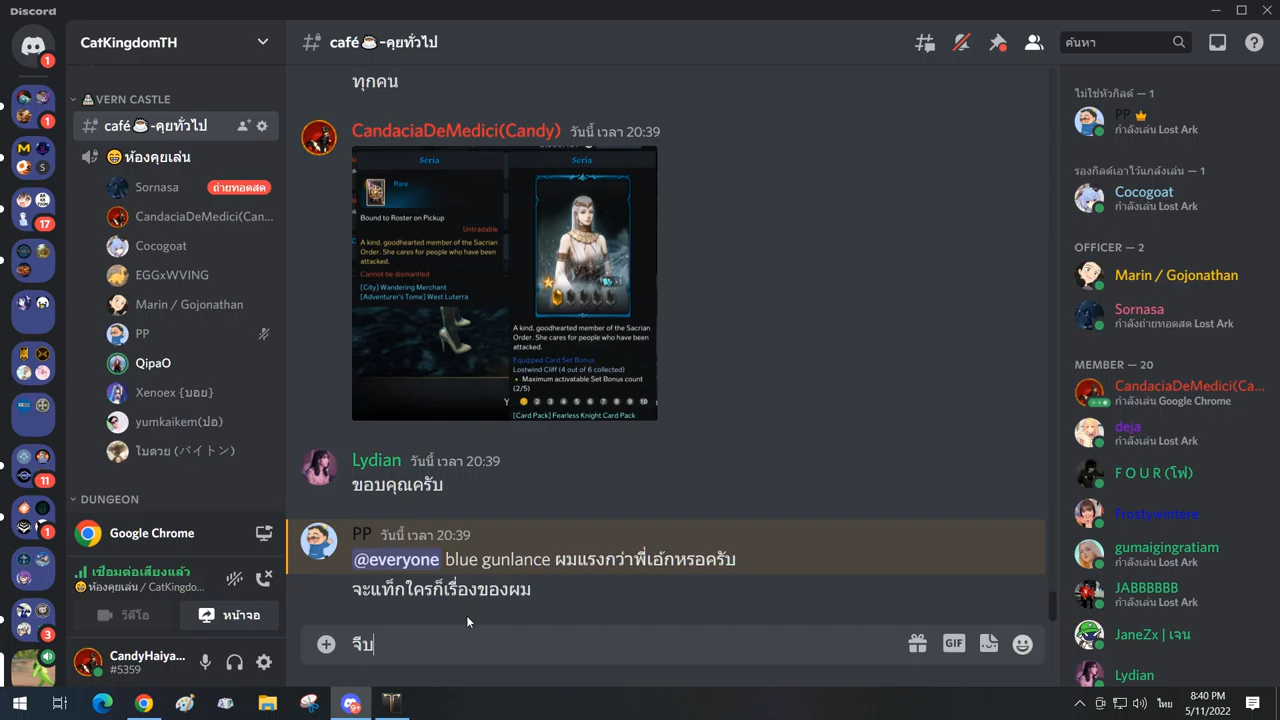 Discord
CatKingdomTH
VERN CASTLE
café☕-คุยทั่วไป
😄ห้องคุยเล่น
Sornasa
ถ่ายทอดสด
CandaciaDeMedici(Can...
Cocogoat
EGGxWVING
Marin / Gojonathan
PP
QipaO
Xenoex {บอย}
yumkaikem(ปอ)
ใบตวย (バイトン)
DUNGEON
Google Chrome
เชื่อมต่อเสียงแล้ว
😄ห้องคุยเล่น / CatKingdo...
วิดีโอ
หน้าจอ
CandyHaiya...
#5359
1
1
1
17
11
1
3
café☕-คุยทั่วไป
ค้นหา
ทุกคน
CandaciaDeMedici(Candy) วันนี้ เวลา 20:39
Seria
Rare
Bound to Roster on Pickup
Untradable
A kind, goodhearted member of the Sacrian
Order. She cares for people who have been
attacked.
Cannot be dismantled
[City] Wandering Merchant
[Adventurer's Tome] West Luterra
Y
Seria
+1
A kind, goodhearted member of the Sacrian
Order. She cares for people who have been
attacked.
Equipped Card Set Bonus
Lostwind Cliff (4 out of 6 collected)
• Maximum activatable Set Bonus count
(2/5)
1 2 3 4 5 6 7 8 9 10
[Card Pack] Fearless Knight Card Pack
Lydian วันนี้ เวลา 20:39
ขอบคุณครับ
PP วันนี้ เวลา 20:39
@everyone blue gunlance ผมแรงกว่าพี่เอ้กหรอครับ
จะแท็กใครก็เรื่องของผม
จีบ
GIF
ไม่ใช่หัวกิลด์ — 1
PP
กำลังเล่น Lost Ark
รองกิลด์เอาไว้แกล้งเล่น — 1
Cocogoat
กำลังเล่น Lost Ark
OFFICER — 2
Marin / Gojonathan
Sornasa
กำลังถ่ายทอดสด Lost Ark
MEMBER — 20
CandaciaDeMedici(Ca...
กำลังเล่น Google Chrome
deja
กำลังเล่น Lost Ark
F O U R (โฟ)
Frostywintere
gumaigingratiam
กำลังเล่น Lost Ark
JABBBBBB
กำลังเล่น Lost Ark
JaneZx | เจน
Lydian
9+
ไทย
8:40 PM
5/11/2022